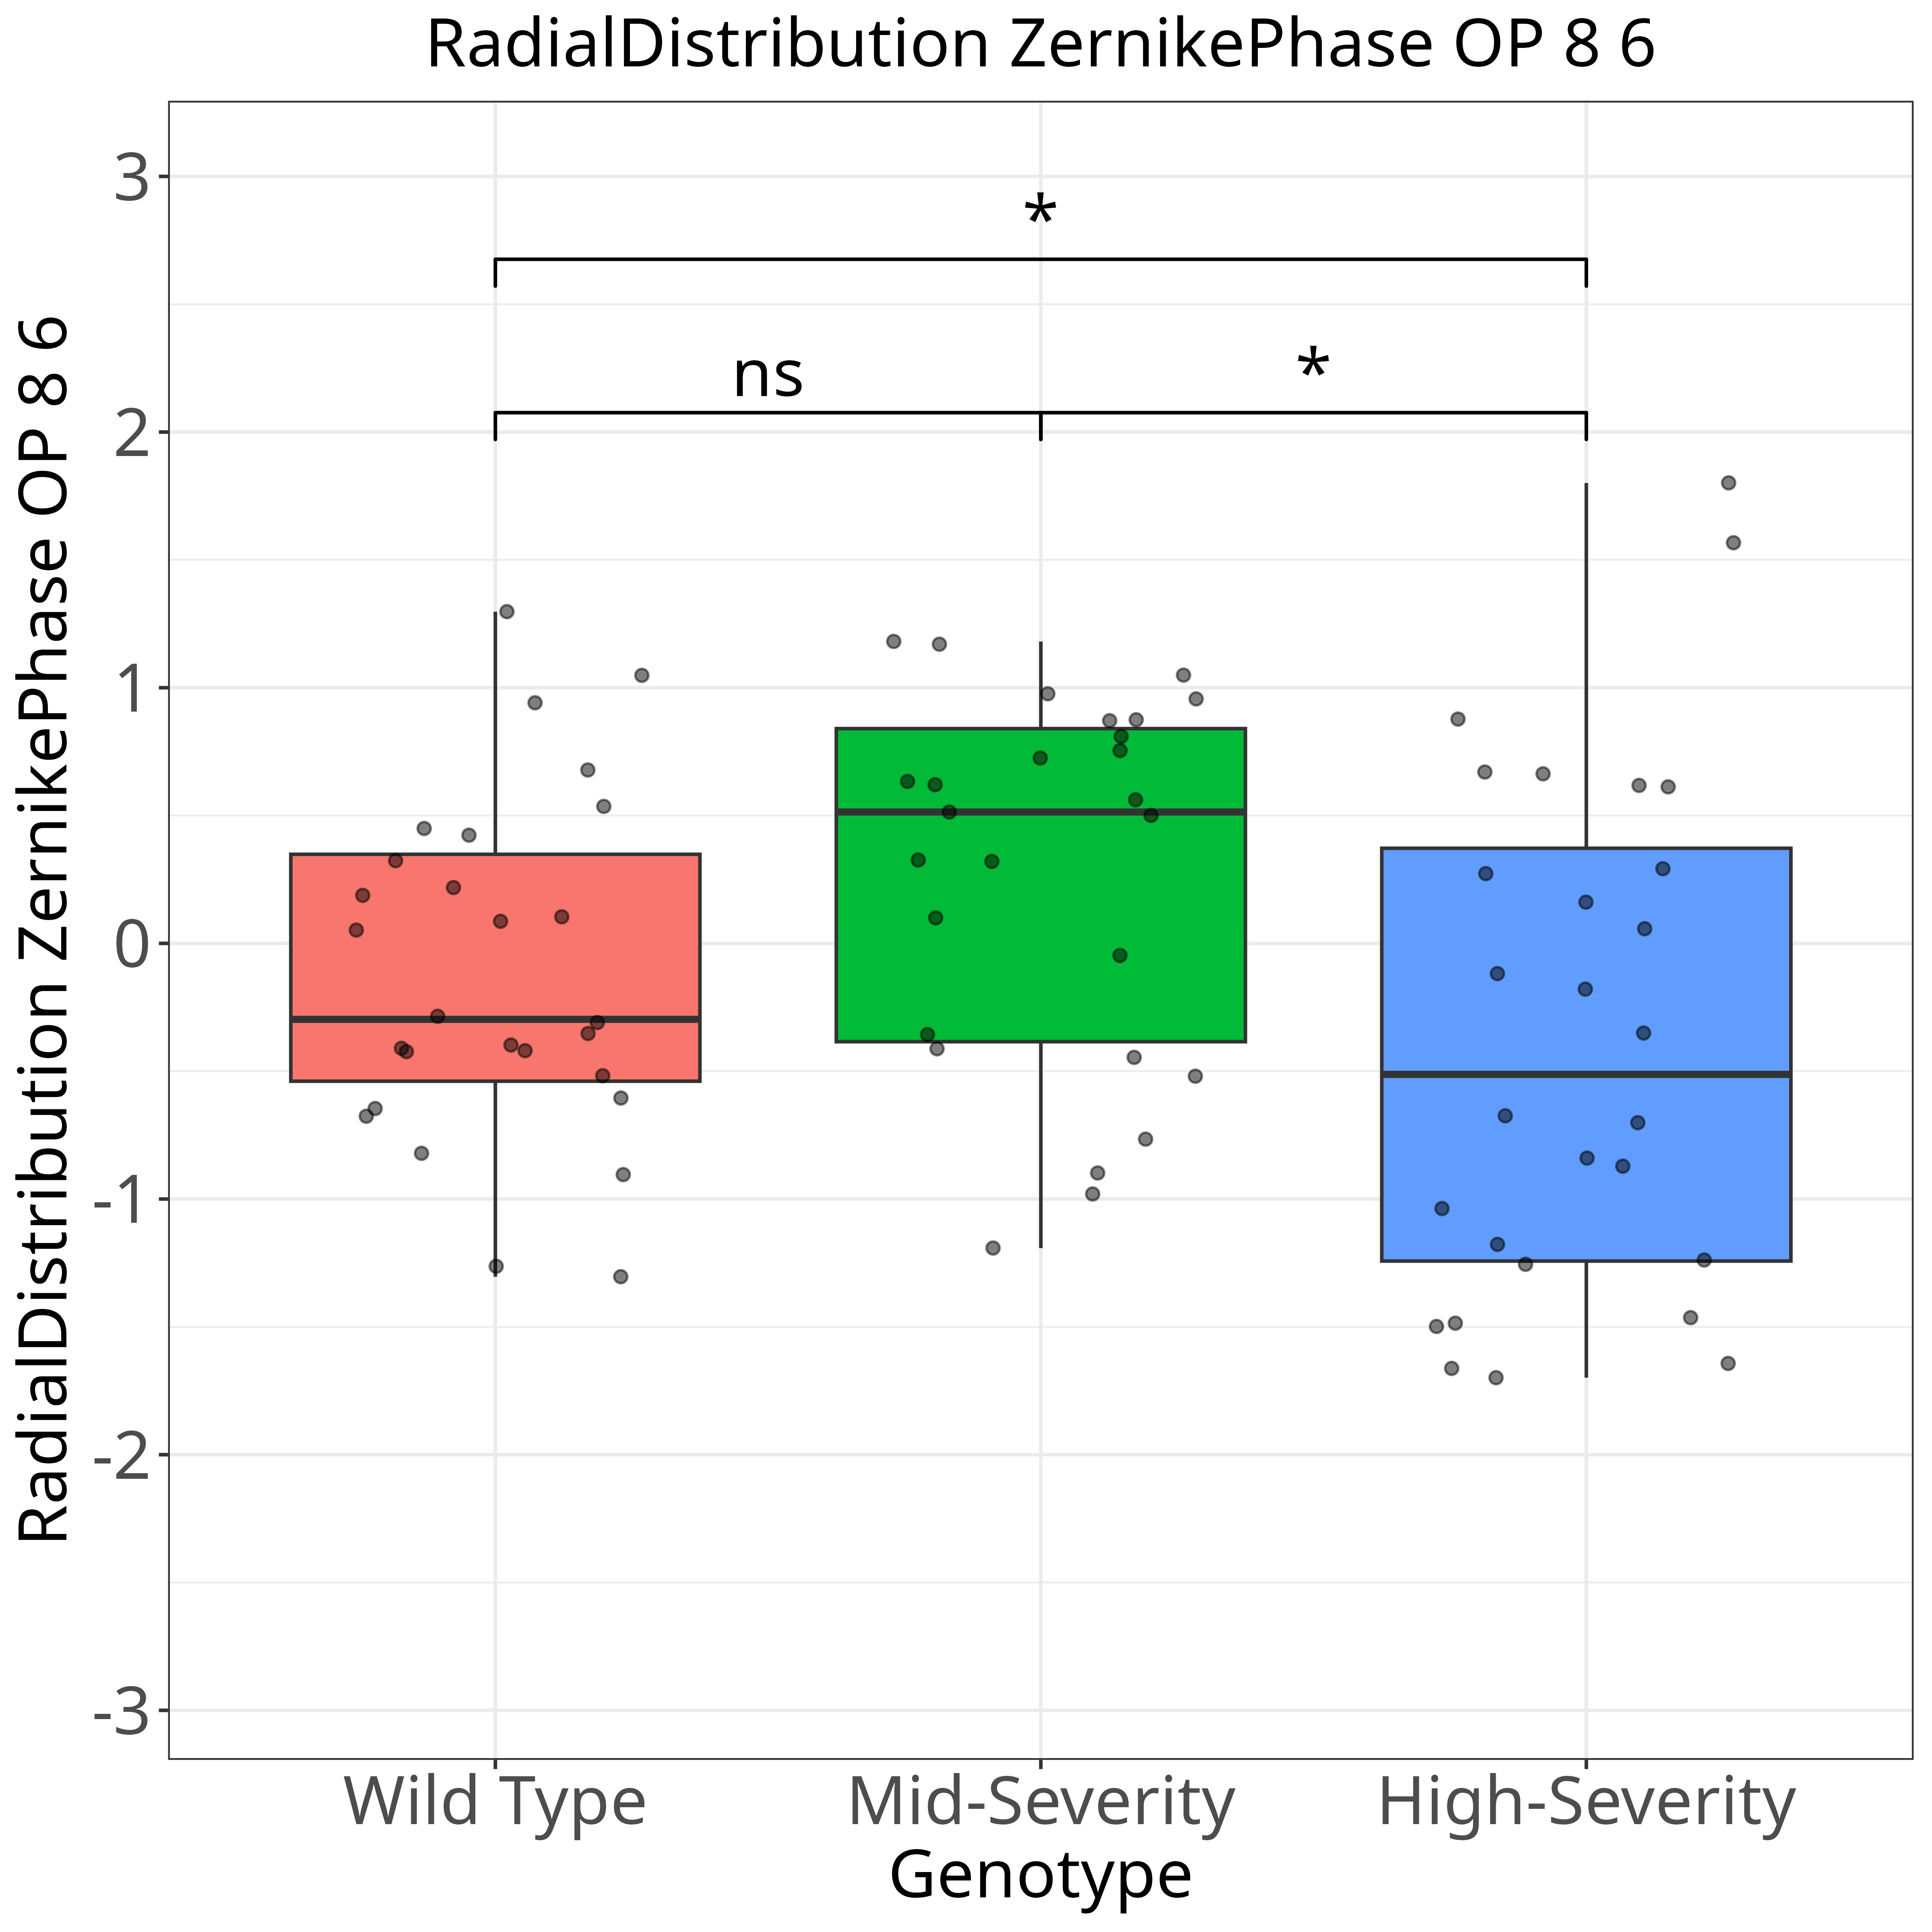 RadialDistribution ZernikePhase OP 8 6
RadialDistribution ZernikePhase OP 8 6
3
2
1
0
-1
-2
-3
*
ns
*
Wild Type
Mid-Severity
High-Severity
Genotype